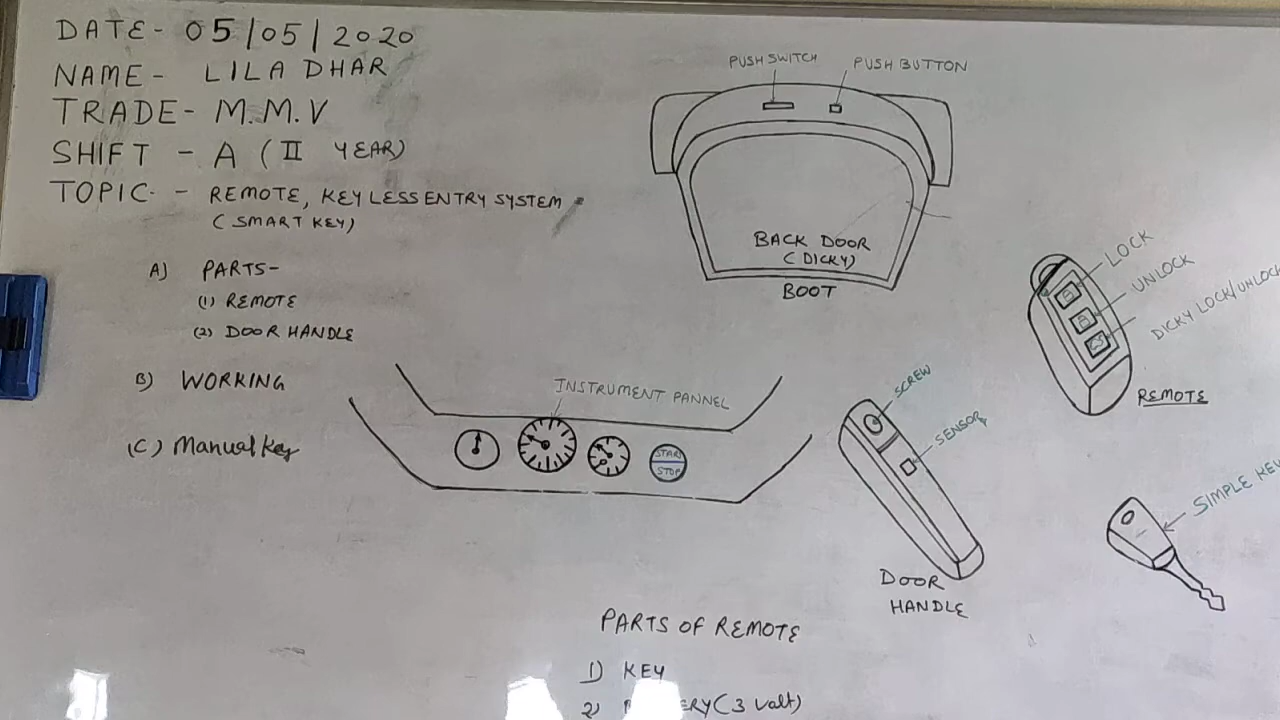 DATE- 05/05/2020
NAME- LILA DHAR
TRADE- M.M.V
SHIFT - A (II YEAR)
TOPIC- - REMOTE, KEY LESS ENTRY SYSTEM
(SMART KEY)
A) PARTS-
(1) REMOTE
(2) DOOR HANDLE
B) WORKING
(C) Manual Key
PUSH SWITCH
PUSH BUTTON
BACK DOOR
(DICKY)
BOOT
LOCK
UNLOCK
DICKY LOCK/UNLOCK
REMOTE
INSTRUMENT PANNEL
START
STOP
SCREW
SENSOR
DOOR
HANDLE
SIMPLE KEY
PARTS OF REMOTE
1) KEY
2) (3 Valt)